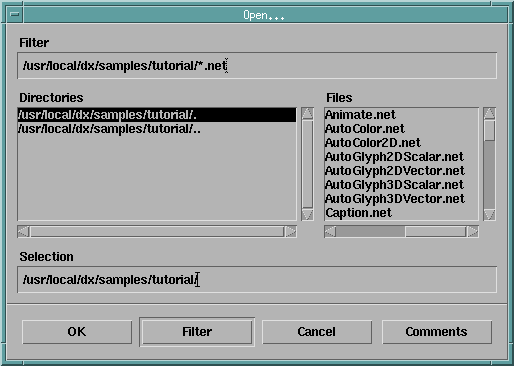 Open...
Filter
/usr/local/dx/samples/tutorial/*.net
Directories
/usr/local/dx/samples/tutorial/.
/usr/local/dx/samples/tutorial/..
Files
Animate.net
AutoColor.net
AutoColor2D.net
AutoGlyph2DScalar.net
AutoGlyph2DVector.net
AutoGlyph3DScalar.net
AutoGlyph3DVector.net
Caption.net
Selection
/usr/local/dx/samples/tutorial/
OK
Filter
Cancel
Comments